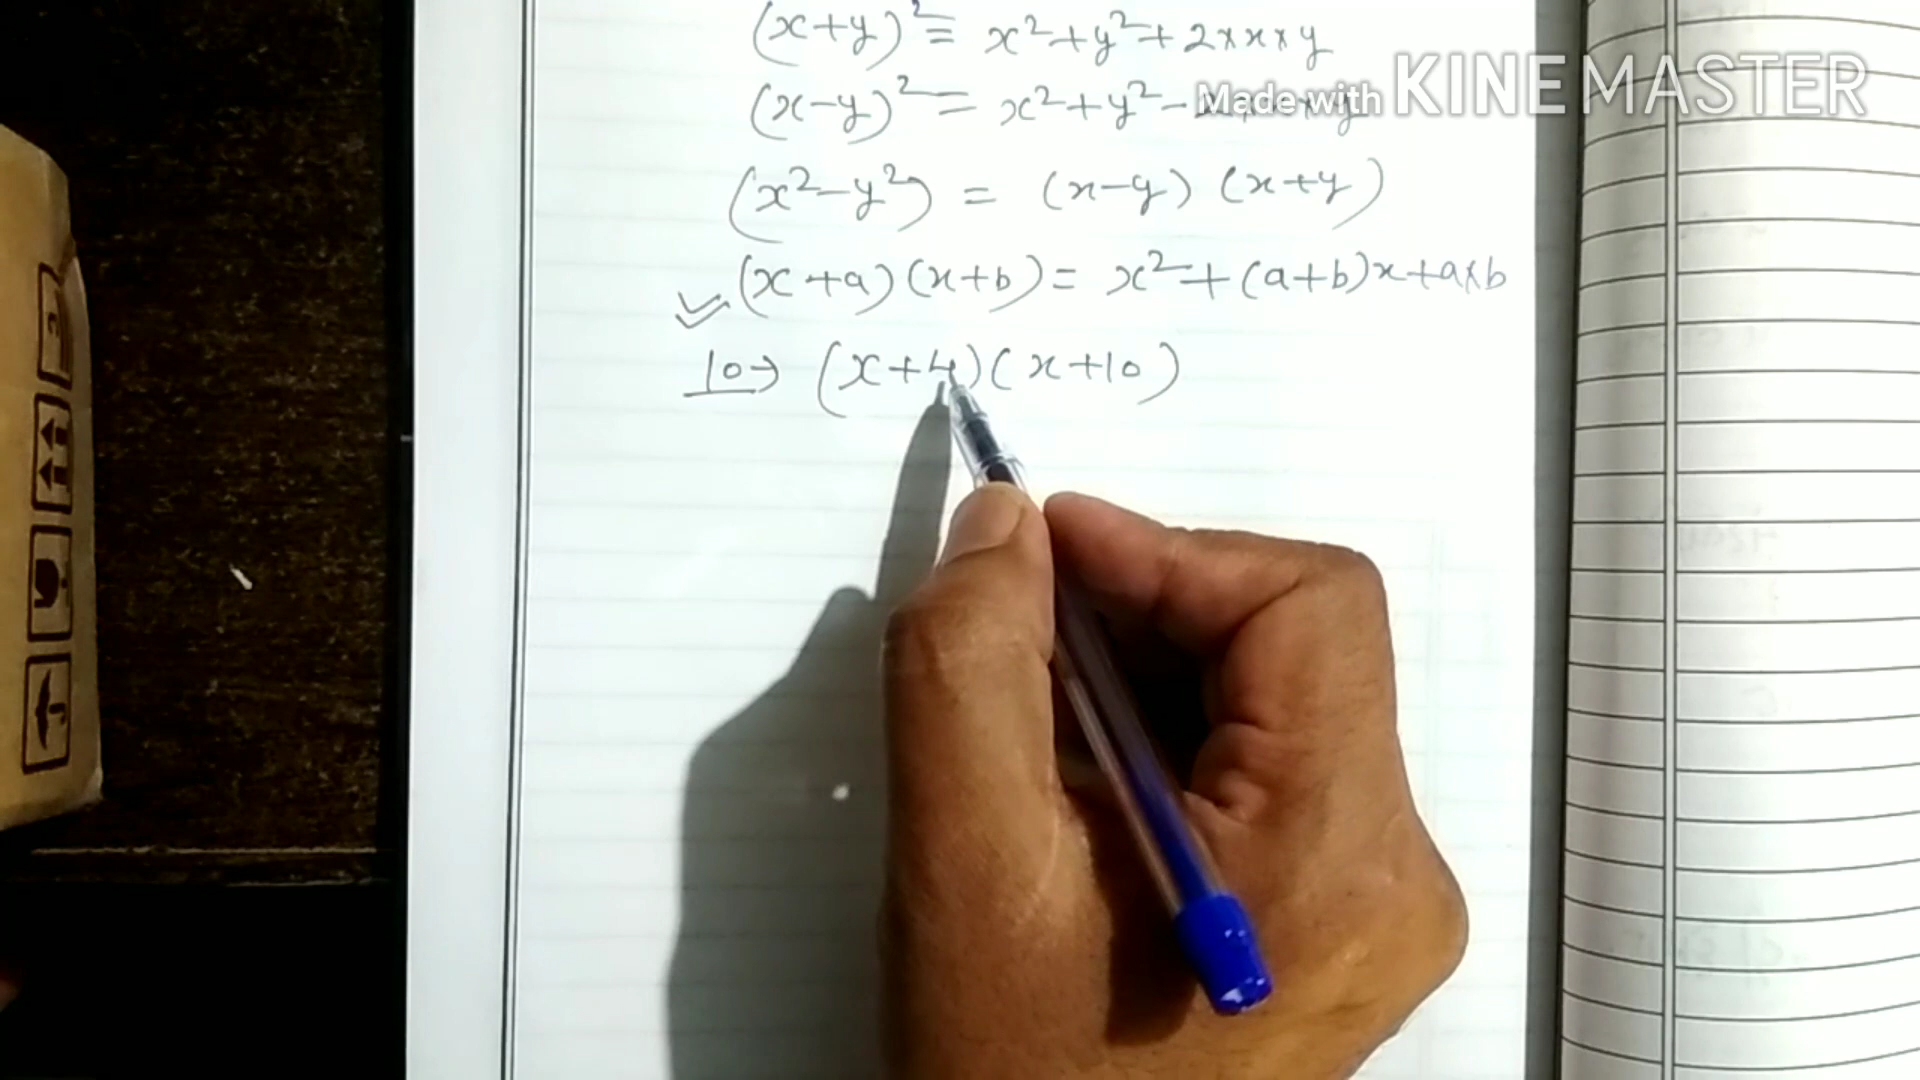 (x+y)²= x²+y²+2×x×y
(x-y)² = x²+y²-
Made with KINEMASTER
(x²-y²) = (x-y) (x+y)
(x+a)(x+b)= x²+(a+b)x+a×b
10→ (x+4)(x+10)